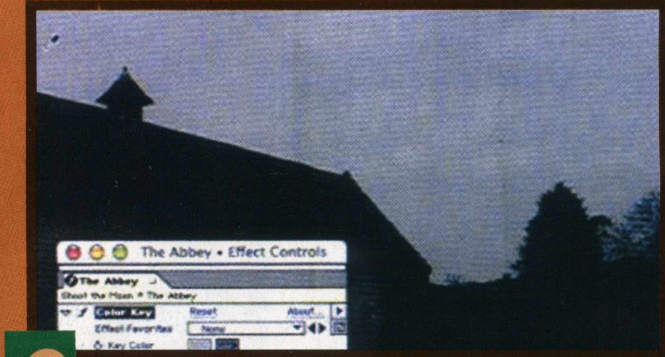 The Abbey • Effect Controls
The Abbey
Shoot the Moon * The Abbey
Color Key Reset About...
Effect Favorites None
Key Color